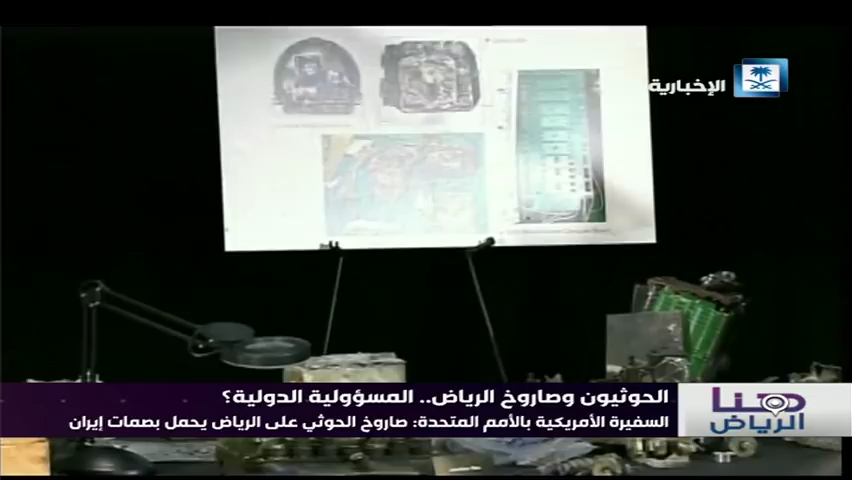 الإخبارية
الحوثيون وصاروخ الرياض.. المسؤولية الدولية؟
السفيرة الأمريكية بالأمم المتحدة: صاروخ الحوثي على الرياض يحمل بصمات إيران
هنا
الرياض